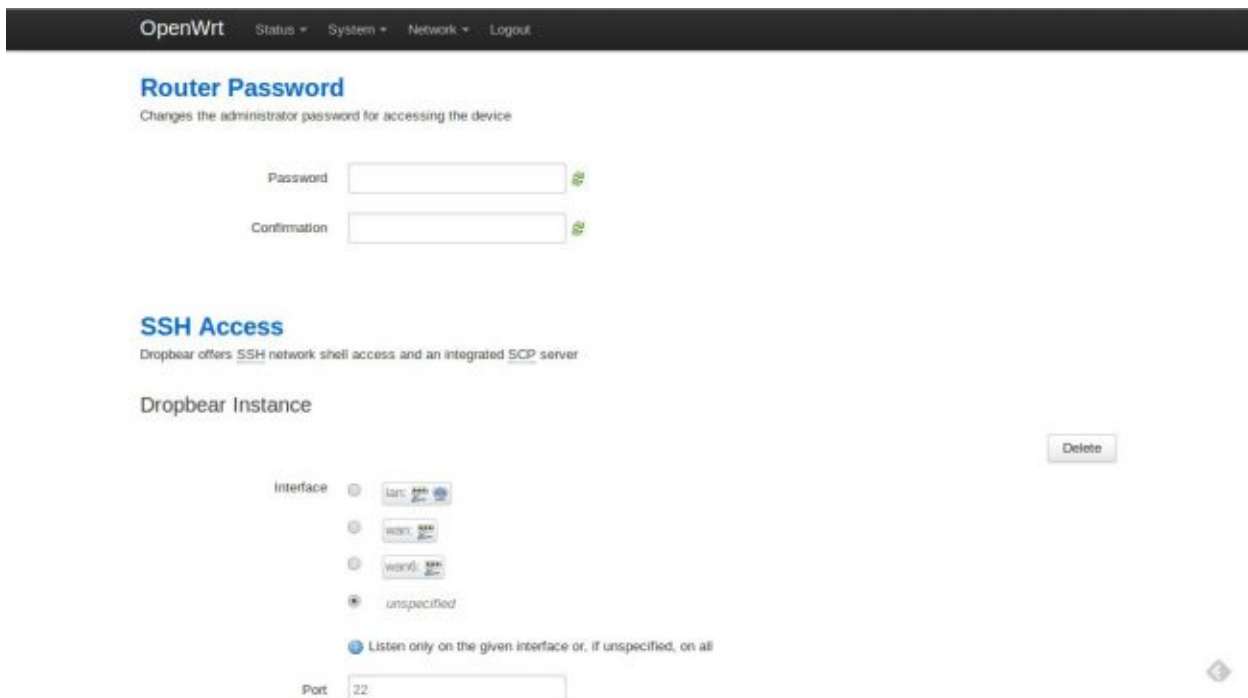 OpenWrt Status System Network Logout
Router Password
Changes the administrator password for accessing the device
Password
Confirmation
SSH Access
Dropbear offers SSH network shell access and an integrated SCP server
Dropbear Instance
Delete
Interface lan:
wan:
wan6:
unspecified
Listen only on the given interface or, if unspecified, on all
Port 22